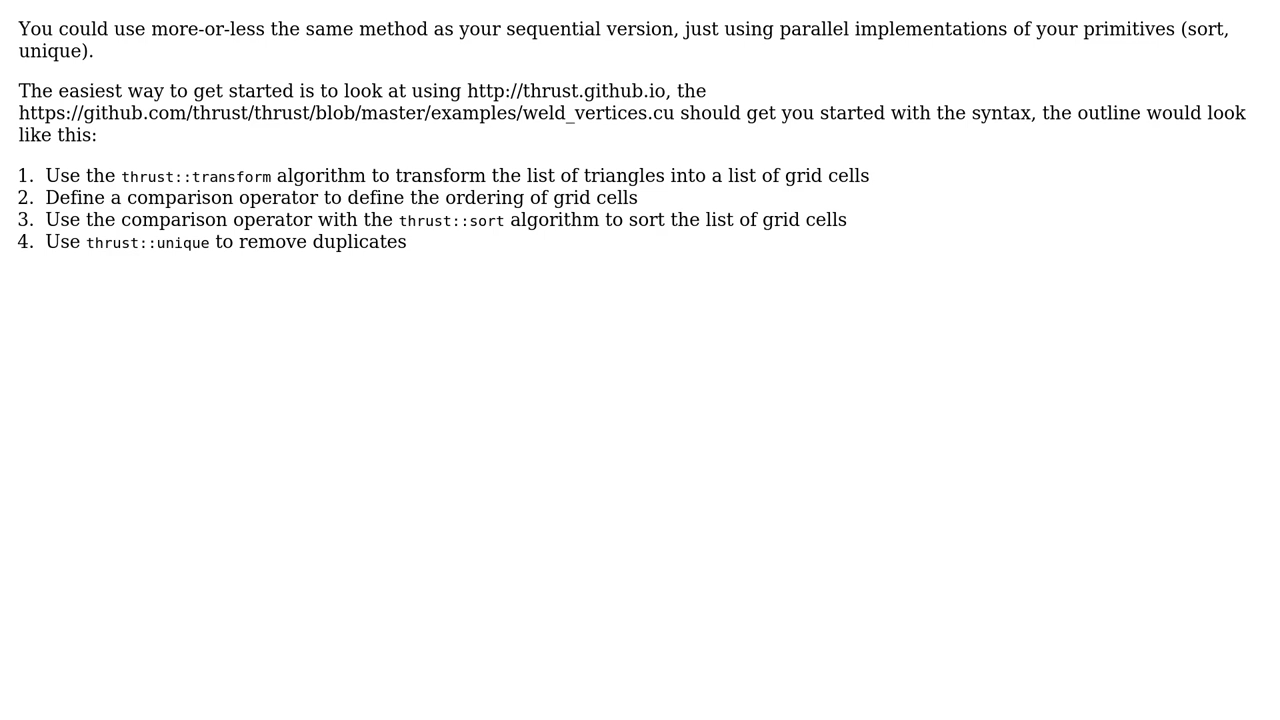 You could use more-or-less the same method as your sequential version, just using parallel implementations of your primitives (sort,
unique).
The easiest way to get started is to look at using http://thrust.github.io, the
https://github.com/thrust/thrust/blob/master/examples/weld_vertices.cu should get you started with the syntax, the outline would look
like this:
1. Use the thrust::transform algorithm to transform the list of triangles into a list of grid cells
2. Define a comparison operator to define the ordering of grid cells
3. Use the comparison operator with the thrust::sort algorithm to sort the list of grid cells
4. Use thrust::unique to remove duplicates